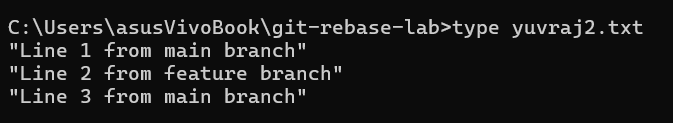 C:\Users\asusVivoBook\git-rebase-lab>type yuvraj2.txt
"Line 1 from main branch"
"Line 2 from feature branch"
"Line 3 from main branch"